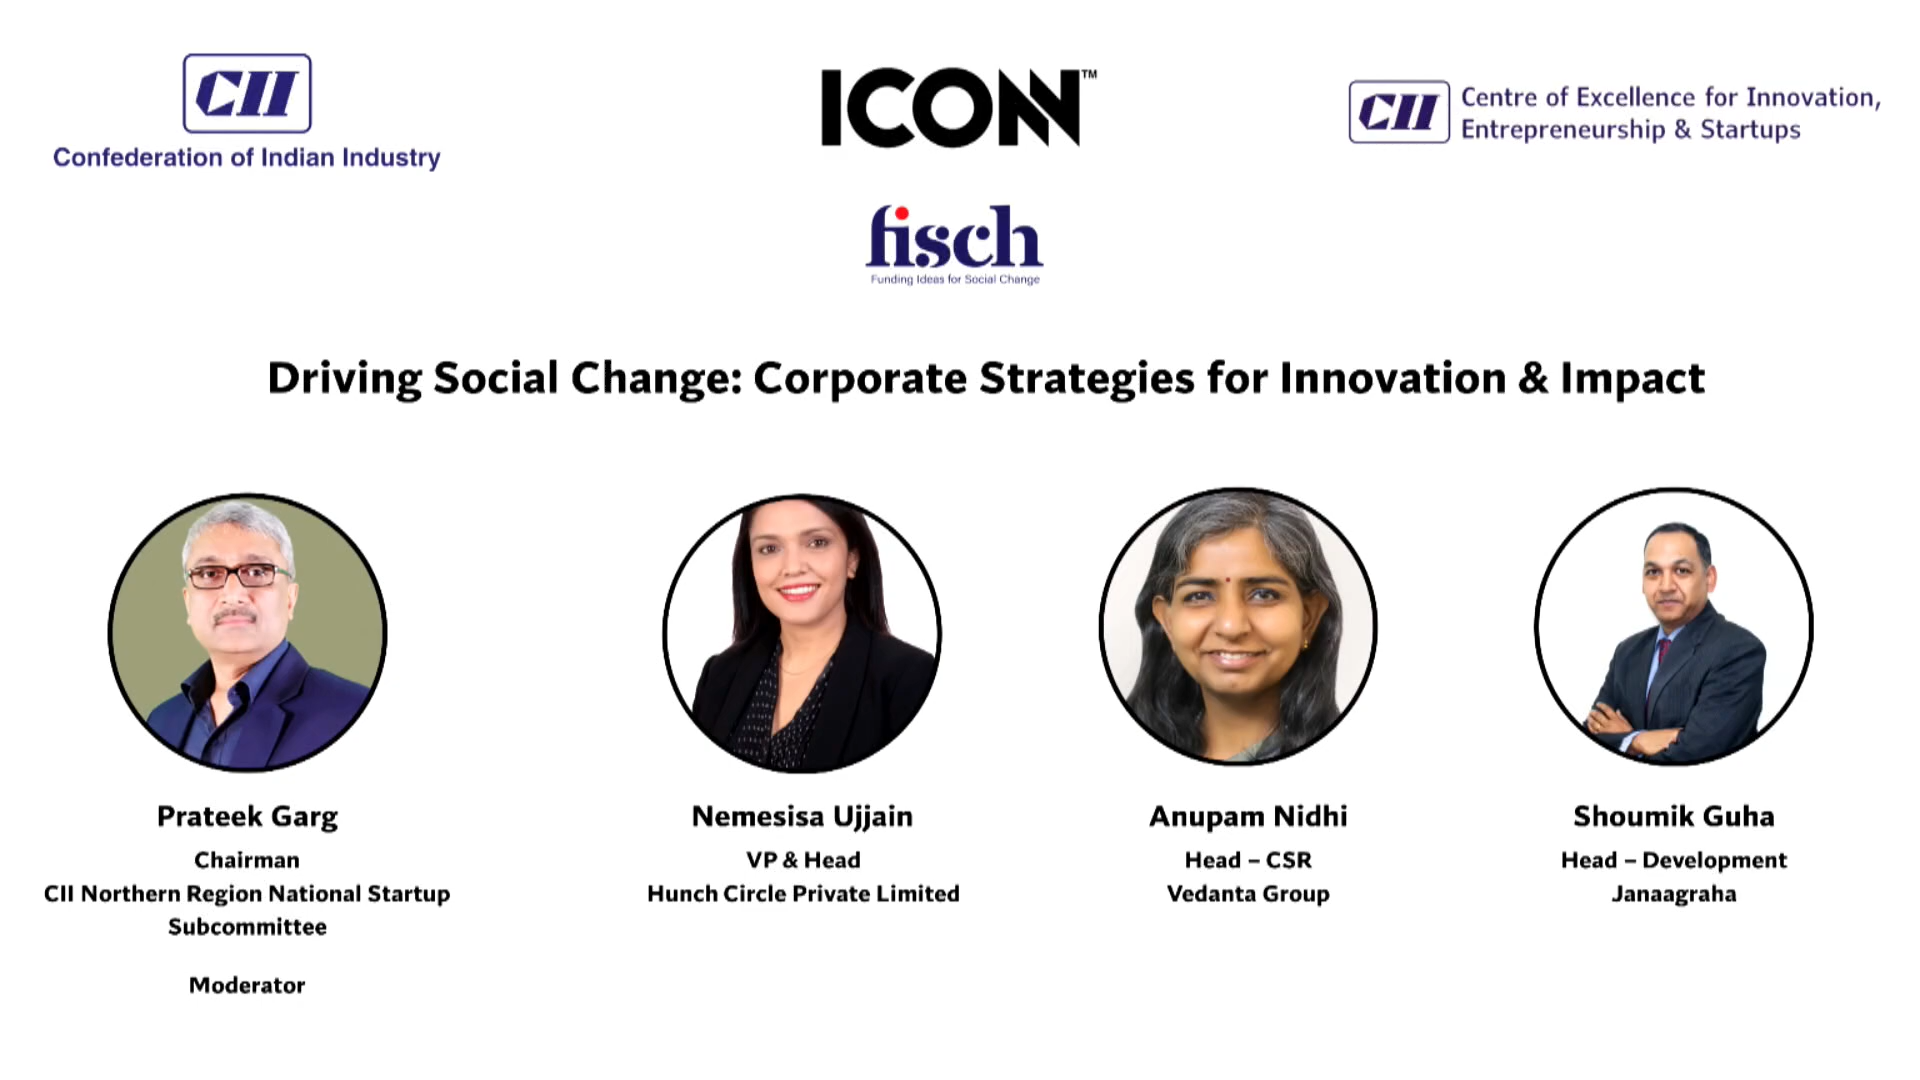 CII
Confederation of Indian Industry
ICONN™
CII
Centre of Excellence for Innovation,
Entrepreneurship & Startups
fisch
Funding Ideas for Social Change
Driving Social Change: Corporate Strategies for Innovation & Impact
Prateek Garg
Chairman
CII Northern Region National Startup
Subcommittee
Moderator
Nemesisa Ujjain
VP & Head
Hunch Circle Private Limited
Anupam Nidhi
Head – CSR
Vedanta Group
Shoumik Guha
Head – Development
Janaagraha